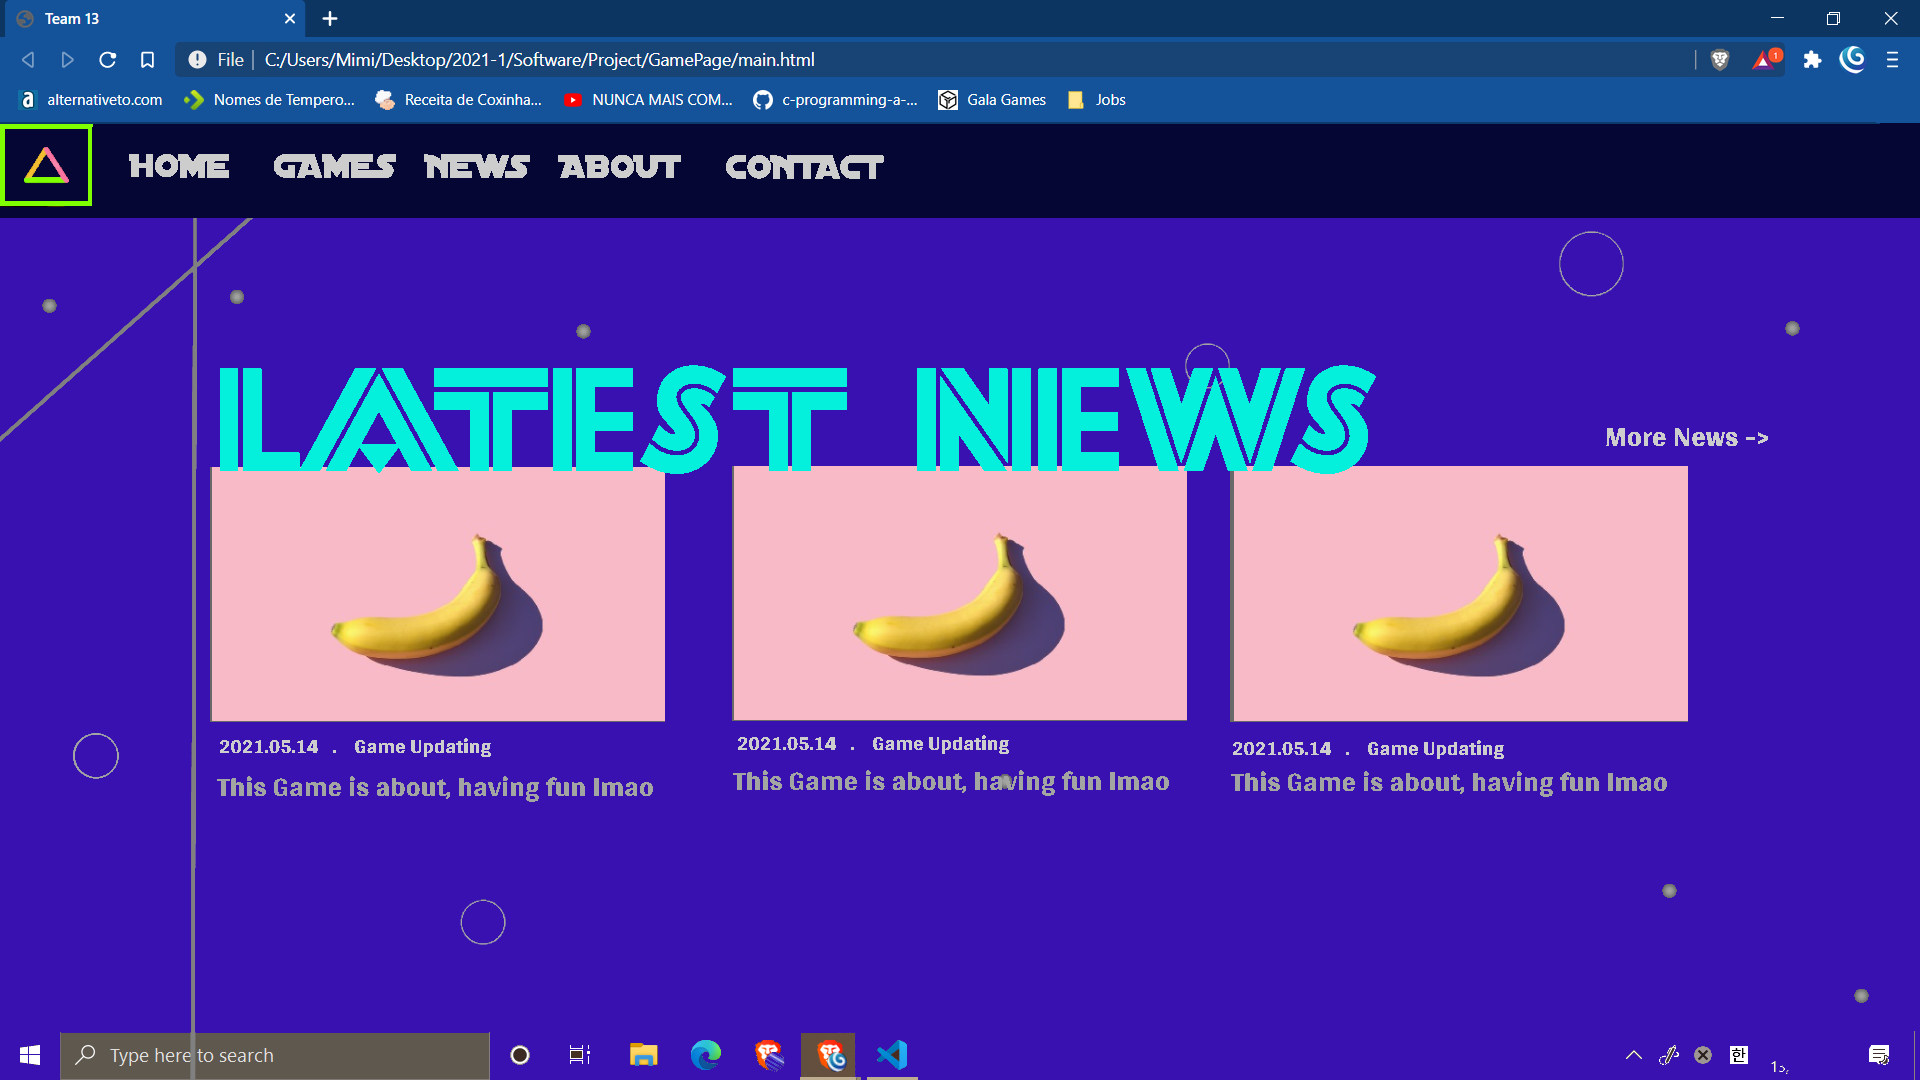 Team 13
File | C:/Users/Mimi/Desktop/2021-1/Software/Project/GamePage/main.html
1
alternativeto.com Nomes de Tempero... Receita de Coxinha... NUNCA MAIS COM... c-programming-a-... Gala Games Jobs
HOME GAMES NEWS ABOUT CONTACT
LATEST NEWS
More News ->
2021.05.14 . Game Updating
This Game is about, having fun lmao
2021.05.14 . Game Updating
This Game is about, having fun lmao
2021.05.14 . Game Updating
This Game is about, having fun lmao
Type here to search
한